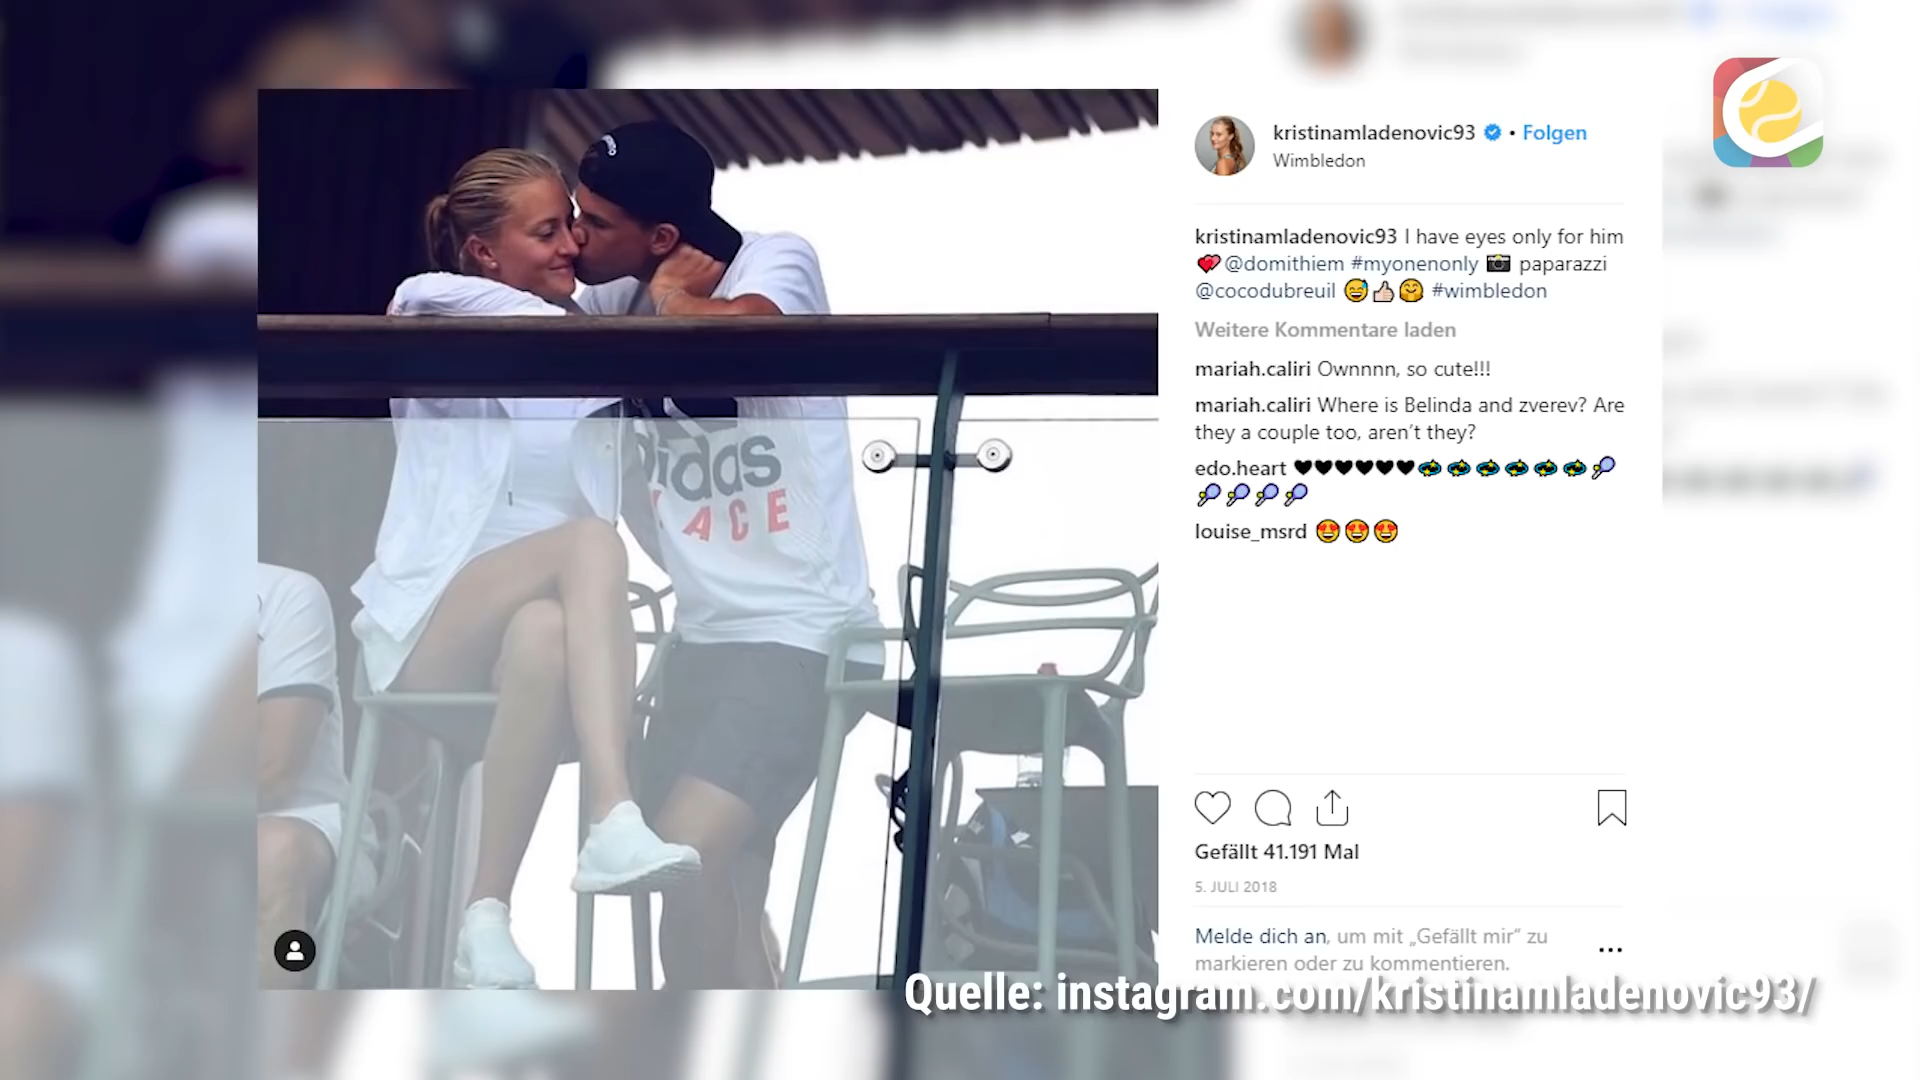 kristinamladenovic93 • Folgen
Wimbledon
kristinamladenovic93 I have eyes only for him
💕@domithiem #myonenonly 📸 paparazzi
@cocodubreuil 😅👍🏻🤗 #wimbledon
Weitere Kommentare laden
mariah.caliri Ownnnn, so cute!!!
mariah.caliri Where is Belinda and zverev? Are
they a couple too, aren't they?
edo.heart
louise_msrd 😍😍😍
adidas
ACE
Gefällt 41.191 Mal
5. JULI 2018
Melde dich an, um mit „Gefällt mir“ zu
markieren oder zu kommentieren.
Quelle: instagram.com/kristinamladenovic93/